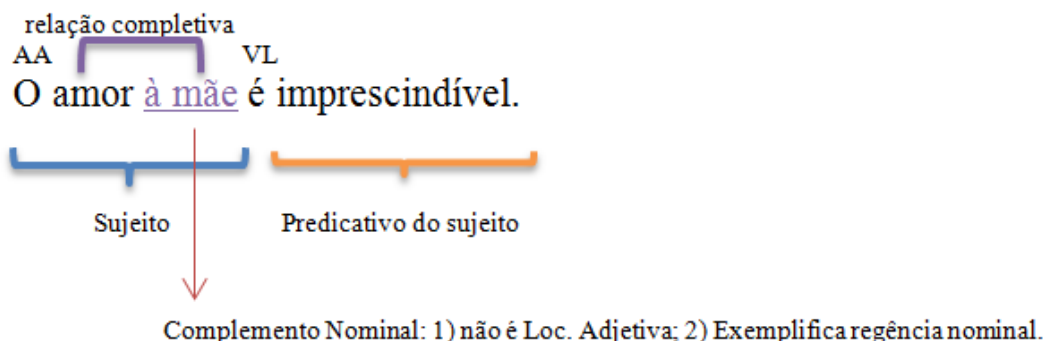 relação completiva
AA VL
O amor à mãe é imprescindível.
Sujeito Predicativo do sujeito
Complemento Nominal: 1) não é Loc. Adjetiva; 2) Exemplifica regência nominal.